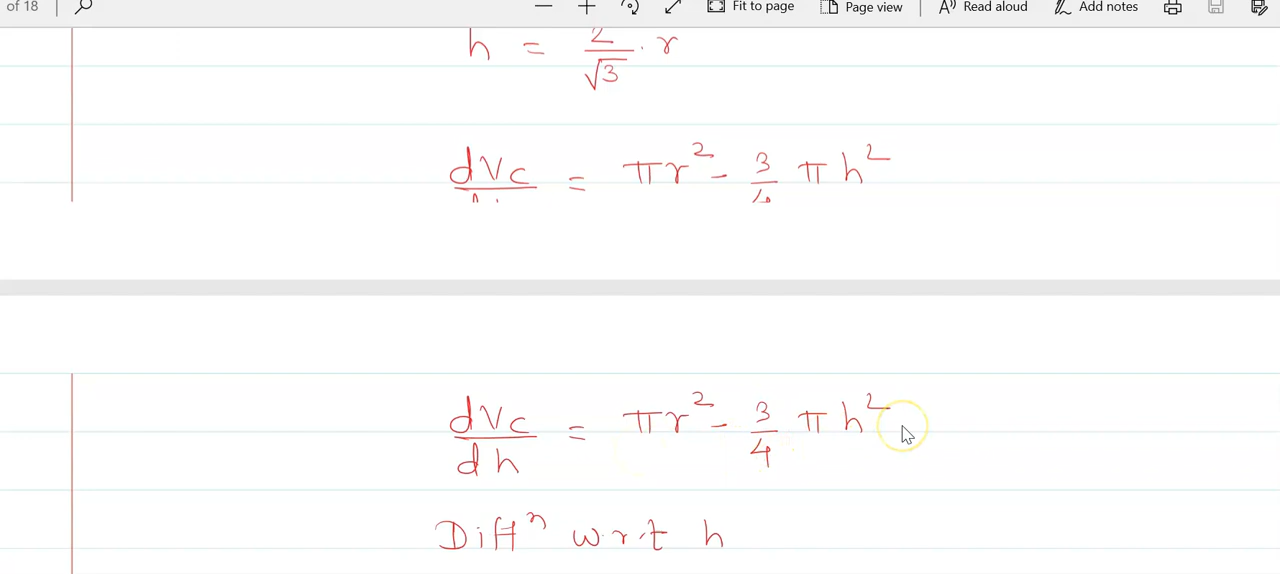 of 18 Fit to page Page view A⁾⁾ Read aloud Add notes
h = 2/√3 · r
dVc/dh = πr² - 3/4 πh²
dVc/dh = πr² - 3/4 πh²
Diffⁿ w.r.t h